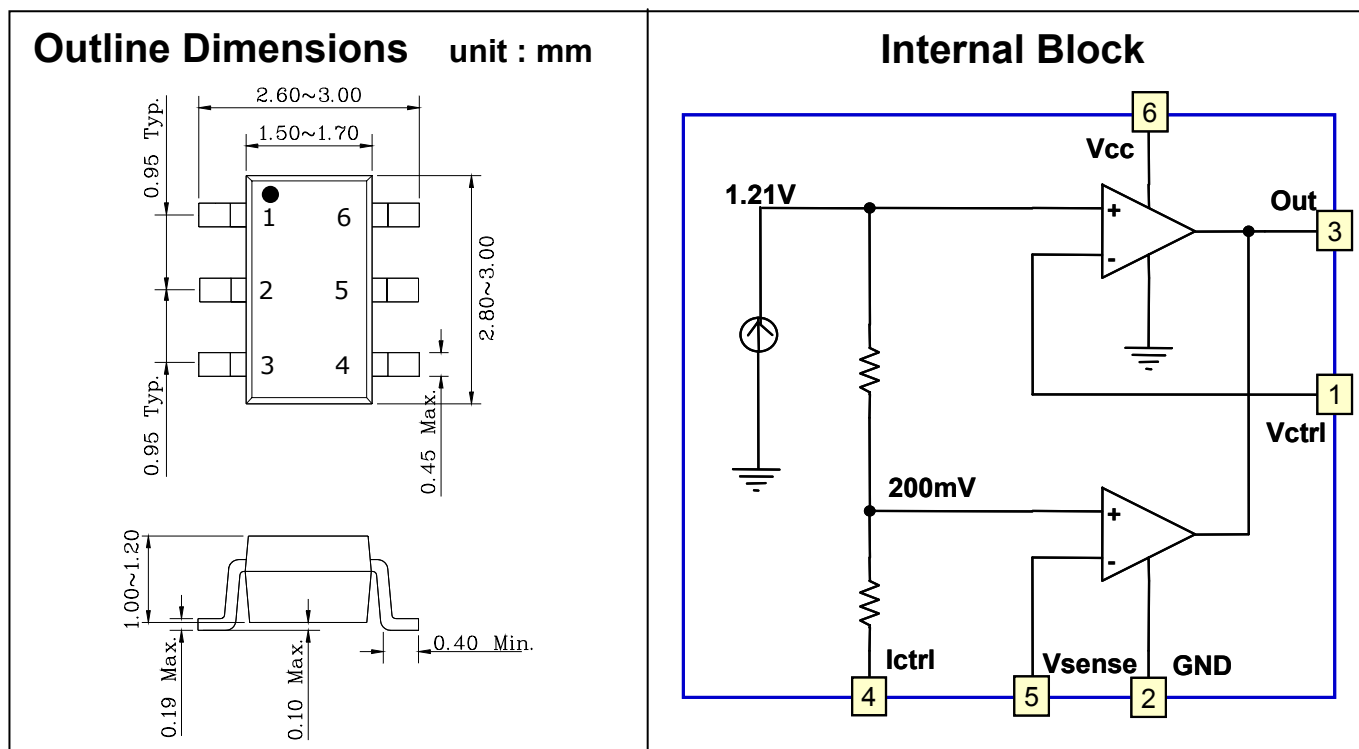 Outline Dimensions unit : mm
2.60~3.00
1.50~1.70
0.95 Typ.
1 6
2 5
3 4
2.80~3.00
0.95 Typ.
0.45 Max.
1.00~1.20
0.19 Max.
0.10 Max.
0.40 Min.
Internal Block
6
Vcc
1.21V
+
-
Out
3
1
Vctrl
200mV
+
-
Ictrl
Vsense
GND
4
5
2